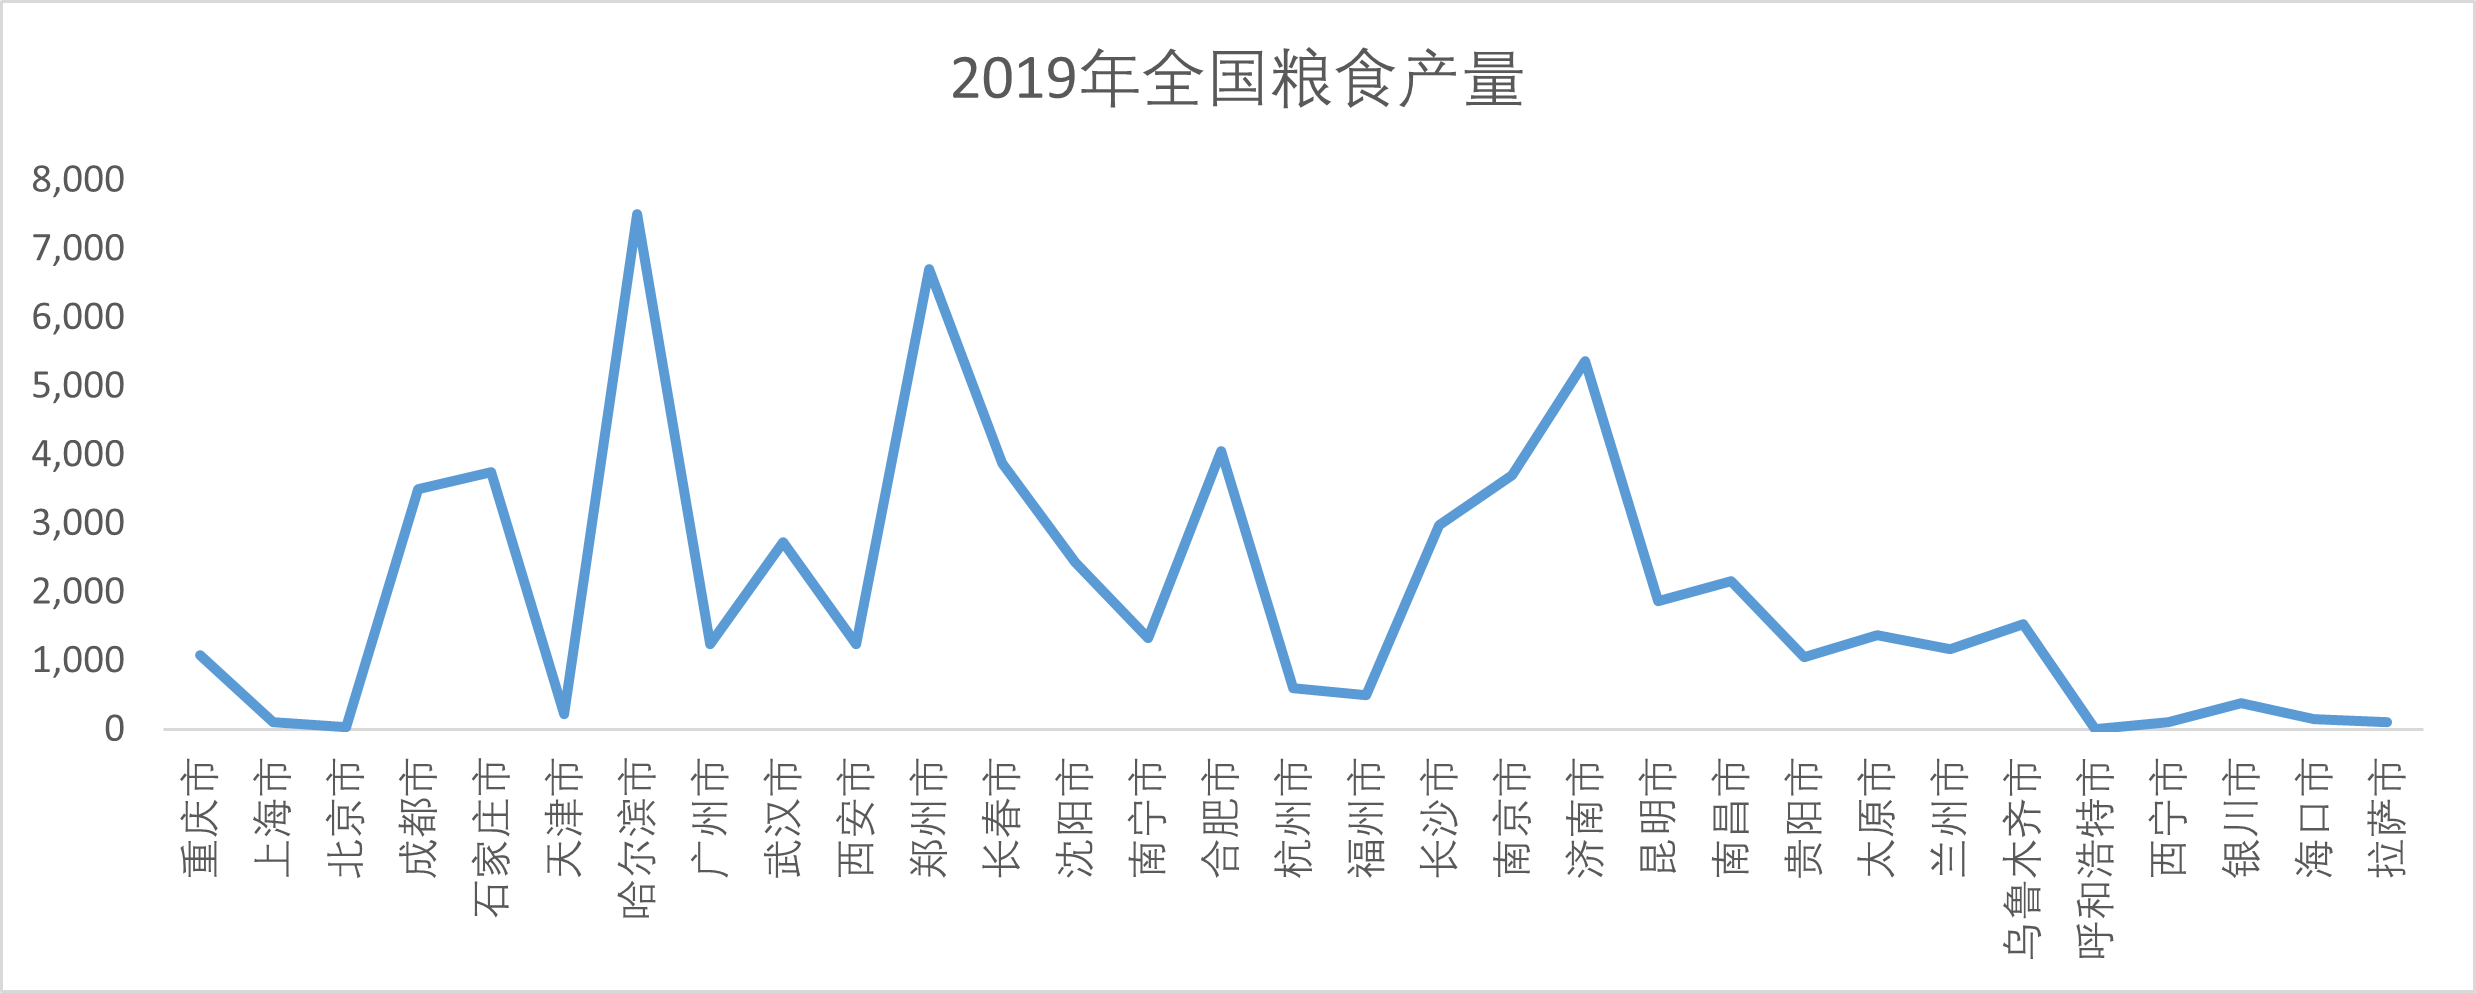 2019年全国粮食产量
8,000
7,000
6,000
5,000
4,000
3,000
2,000
1,000
0
重庆市
上海市
北京市
成都市
石家庄市
天津市
哈尔滨市
广州市
武汉市
西安市
郑州市
长春市
沈阳市
南宁市
合肥市
杭州市
福州市
长沙市
南京市
济南市
昆明市
南昌市
贵阳市
太原市
兰州市
乌鲁木齐市
呼和浩特市
西宁市
银川市
海口市
拉萨市